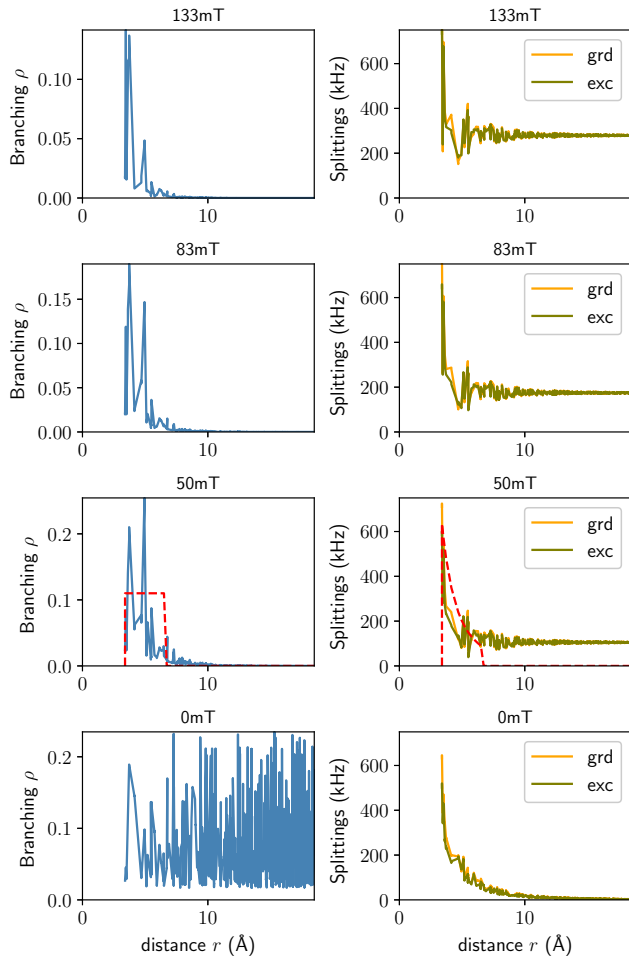 133mT
Branching ρ
0.10
0.05
0.00
0
10
133mT
Splittings (kHz)
600
400
200
0
0
10
grd
exc
83mT
Branching ρ
0.15
0.10
0.05
0.00
0
10
83mT
Splittings (kHz)
600
400
200
0
0
10
grd
exc
50mT
Branching ρ
0.2
0.1
0.0
0
10
50mT
Splittings (kHz)
600
400
200
0
0
10
grd
exc
0mT
Branching ρ
0.2
0.1
0.0
0
10
distance r (Å)
0mT
Splittings (kHz)
600
400
200
0
0
10
distance r (Å)
grd
exc